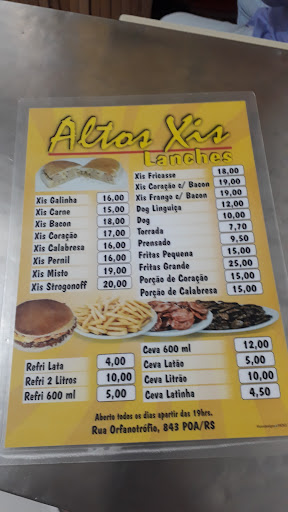 Altos Xis
Lanches
Xis Galinha 16,00
Xis Carne 15,00
Xis Bacon 18,00
Xis Coração 17,00
Xis Calabresa 16,00
Xis Pernil 16,00
Xis Misto 19,00
Xis Strogonoff 20,00
Xis Fricasse 18,00
Xis Coração c/ Bacon 19,00
Xis Frango c/ Bacon 19,00
Dog Linguiça 12,00
Dog 10,00
Torrada 7,70
Prensado 9,50
Fritas Pequena 15,00
Fritas Grande 25,00
Porção de Coração 15,00
Porção de Calabresa 15,00
Refri Lata 4,00
Refri 2 Litros 10,00
Refri 600 ml 5,00
Ceva 600 ml 12,00
Ceva Latão 5,00
Ceva Litrão 10,00
Ceva Latinha 4,50
Aberto todos os dias apartir das 19hrs.
Rua Orfanotrófio, 843 POA/RS